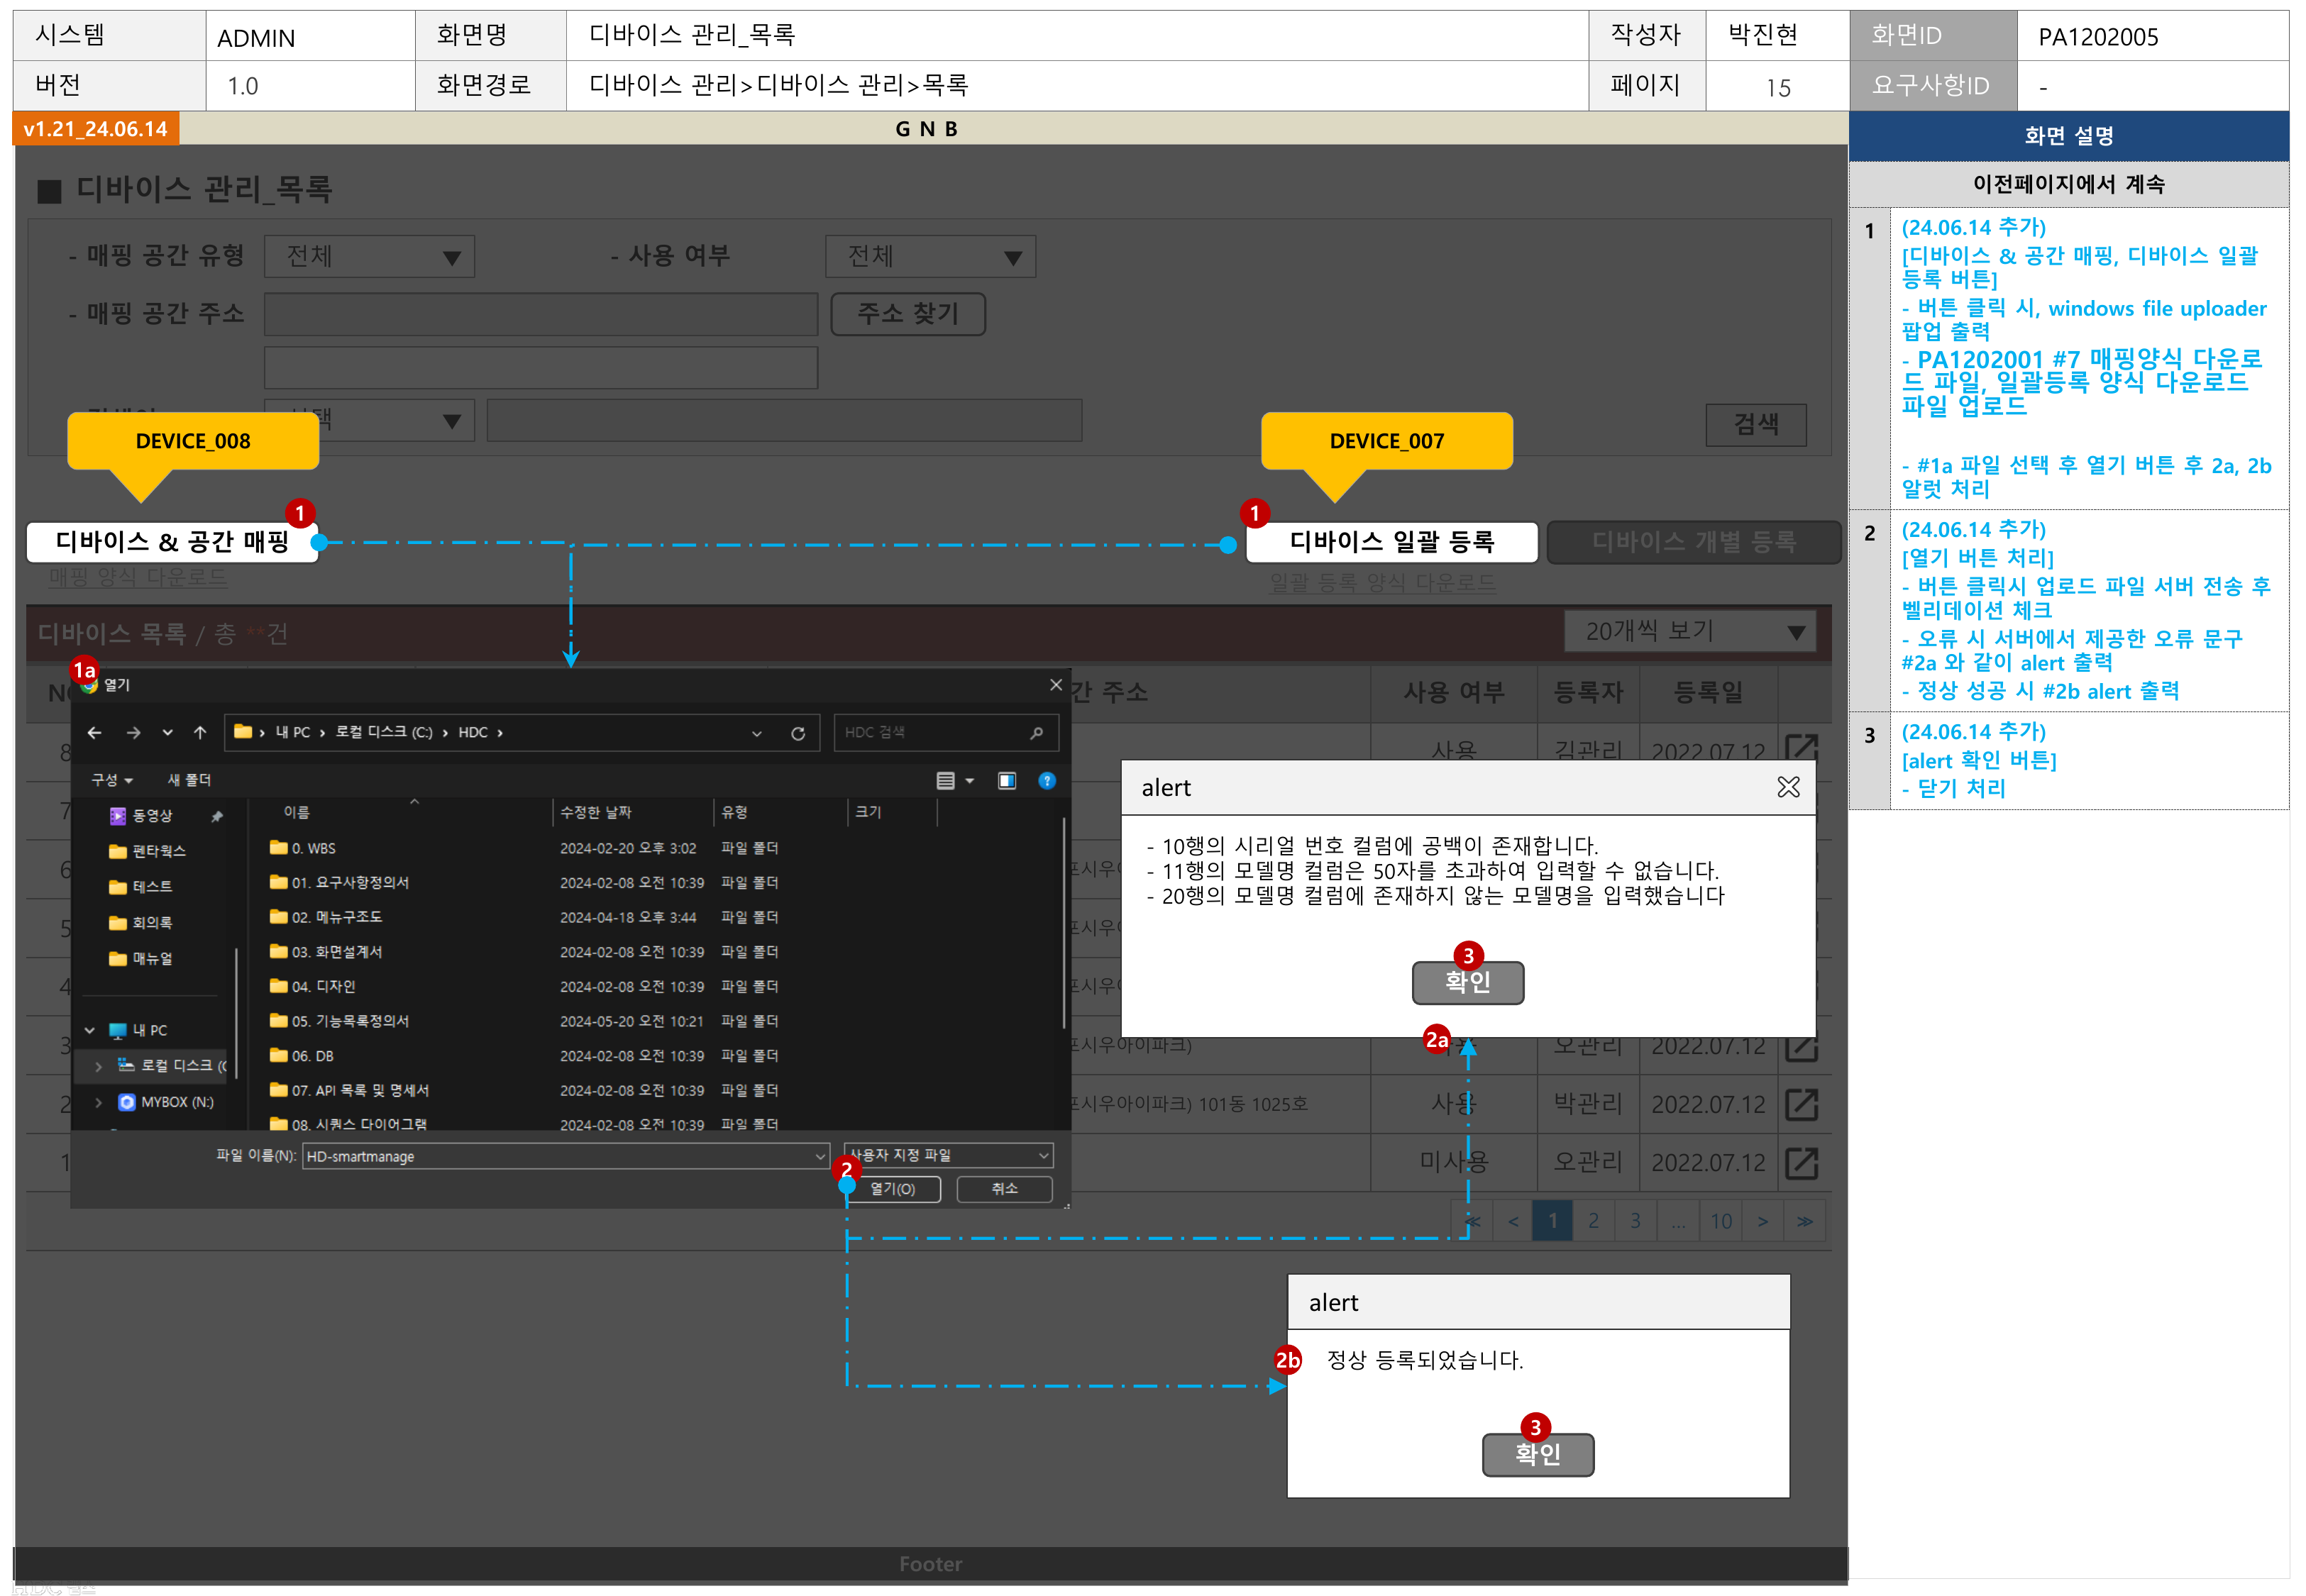 시스템 ADMIN 화면명 디바이스 관리_목록 작성자 박진현 화면ID PA1202005
버전 1.0 화면경로 디바이스 관리>디바이스 관리>목록 페이지 15 요구사항ID -
v1.21_24.06.14 G N B
■ 디바이스 관리_목록
- 매핑 공간 유형 전체 ▼ - 사용 여부 전체 ▼
- 매핑 공간 주소 주소 찾기
▼ 검색
DEVICE_008 DEVICE_007
1 1
디바이스 & 공간 매핑 디바이스 일괄 등록 디바이스 개별 등록
매핑 양식 다운로드 일괄 등록 양식 다운로드
디바이스 목록 / 총 **건 20개씩 보기 ▼
1a 열기
간 주소 사용 여부 등록자 등록일
내 PC › 로컬 디스크 (C:) › HDC › HDC 검색
8 사용 김관리 2022.07.12
구성 새 폴더
이름 수정한 날짜 유형 크기
동영상
펜타웍스
테스트
회의록
매뉴얼
내 PC
로컬 디스크 (C
MYBOX (N:)
0. WBS 2024-02-20 오후 3:02 파일 폴더
01. 요구사항정의서 2024-02-08 오전 10:39 파일 폴더
02. 메뉴구조도 2024-04-18 오후 3:44 파일 폴더
03. 화면설계서 2024-02-08 오전 10:39 파일 폴더
04. 디자인 2024-02-08 오전 10:39 파일 폴더
05. 기능목록정의서 2024-05-20 오전 10:21 파일 폴더
06. DB 2024-02-08 오전 10:39 파일 폴더
07. API 목록 및 명세서 2024-02-08 오전 10:39 파일 폴더
08. 시퀀스 다이어그램 2024-02-08 오전 10:39 파일 폴더
파일 이름(N): HD-smartmanage 사용자 지정 파일
2
열기(O) 취소
alert
- 10행의 시리얼 번호 컬럼에 공백이 존재합니다.
- 11행의 모델명 컬럼은 50자를 초과하여 입력할 수 없습니다.
- 20행의 모델명 컬럼에 존재하지 않는 모델명을 입력했습니다
3
확인
2a
3 포시우아이파크) 오관리 2022.07.12
2 포시우아이파크) 101동 1025호 사용 박관리 2022.07.12
1 미사용 오관리 2022.07.12
≪ < 1 2 3 ... 10 > ≫
alert
2b 정상 등록되었습니다.
3
확인
Footer
화면 설명
이전페이지에서 계속
1 (24.06.14 추가)
[디바이스 & 공간 매핑, 디바이스 일괄
등록 버튼]
- 버튼 클릭 시, windows file uploader
팝업 출력
- PA1202001 #7 매핑양식 다운로
드 파일, 일괄등록 양식 다운로드
파일 업로드
- #1a 파일 선택 후 열기 버튼 후 2a, 2b
알럿 처리
2 (24.06.14 추가)
[열기 버튼 처리]
- 버튼 클릭시 업로드 파일 서버 전송 후
벨리데이션 체크
- 오류 시 서버에서 제공한 오류 문구
#2a 와 같이 alert 출력
- 정상 성공 시 #2b alert 출력
3 (24.06.14 추가)
[alert 확인 버튼]
- 닫기 처리